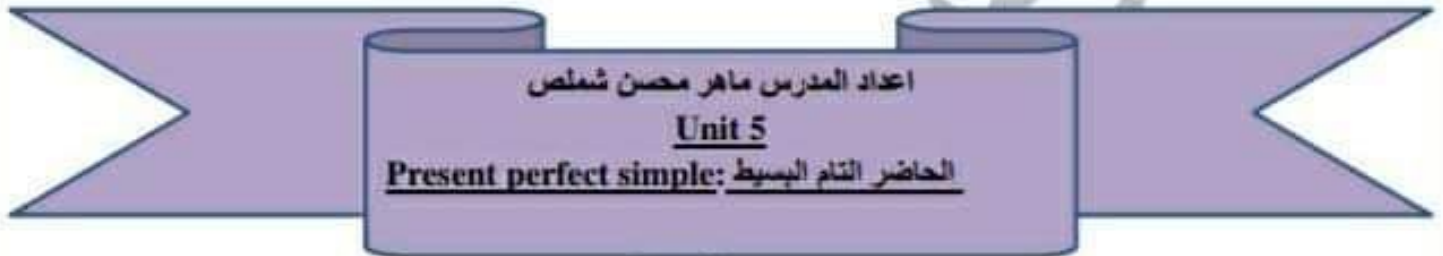 اعداد المدرس ماهر محسن شملص
Unit 5
Present perfect simple: الحاضر التام البسيط